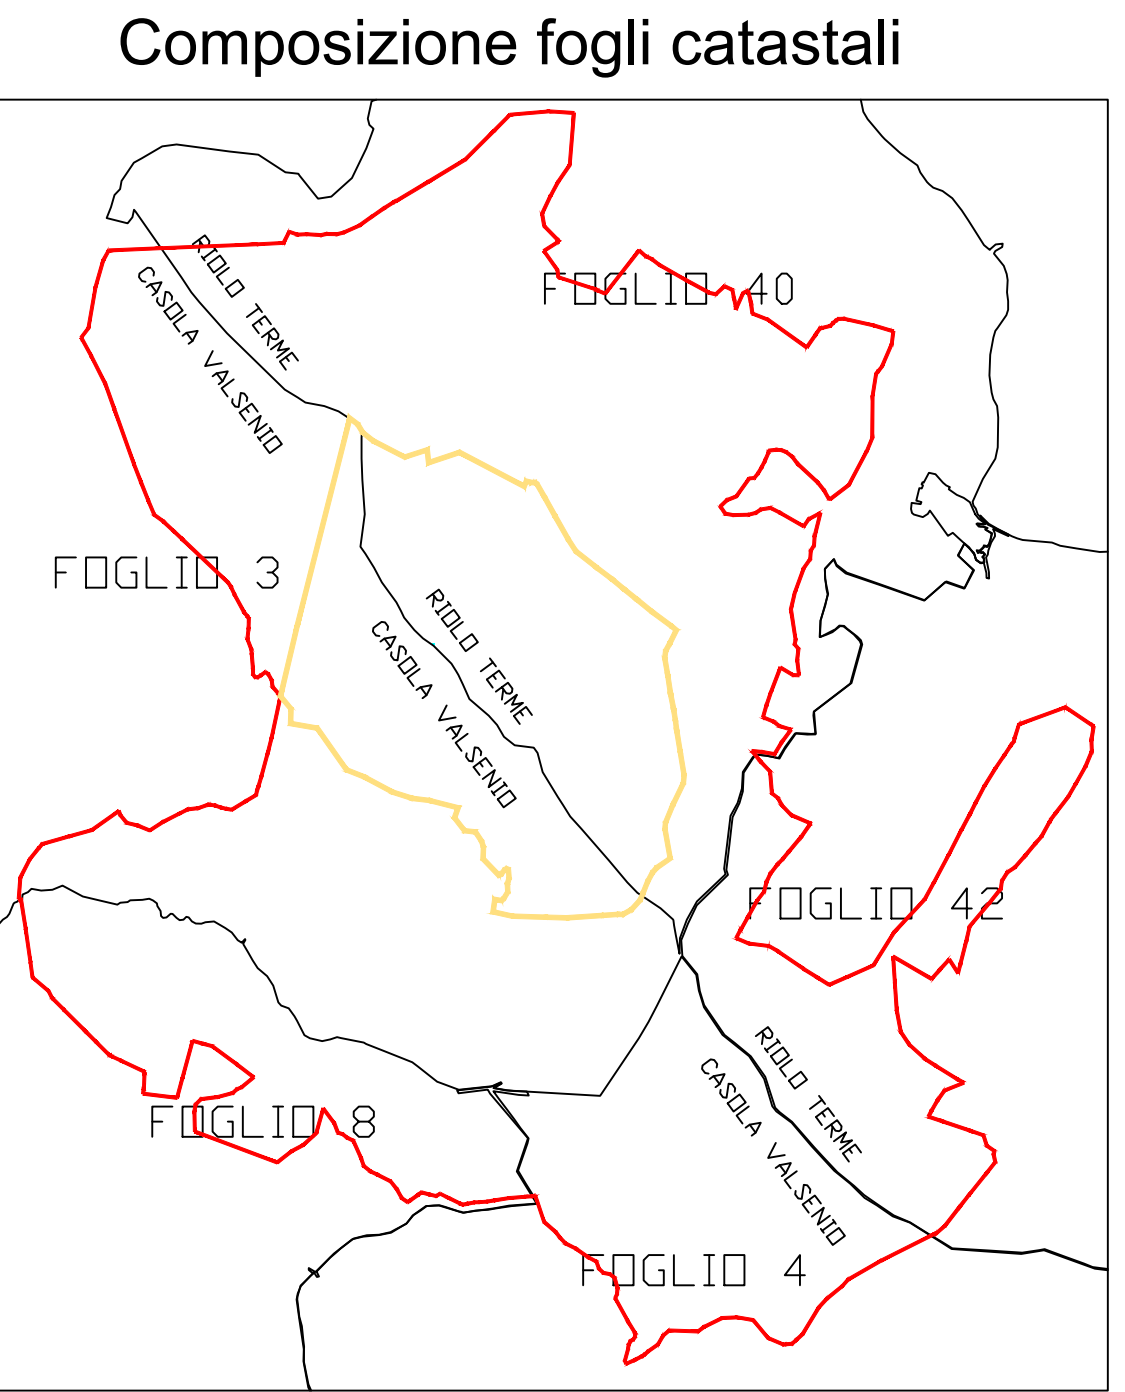 Composizione fogli catastali
RIOLO TERME
CASOLA VALSENIO
FOGLIO 40
FOGLIO 3
RIOLO TERME
CASOLA VALSENIO
FOGLIO 42
RIOLO TERME
CASOLA VALSENIO
FOGLIO 8
FOGLIO 4